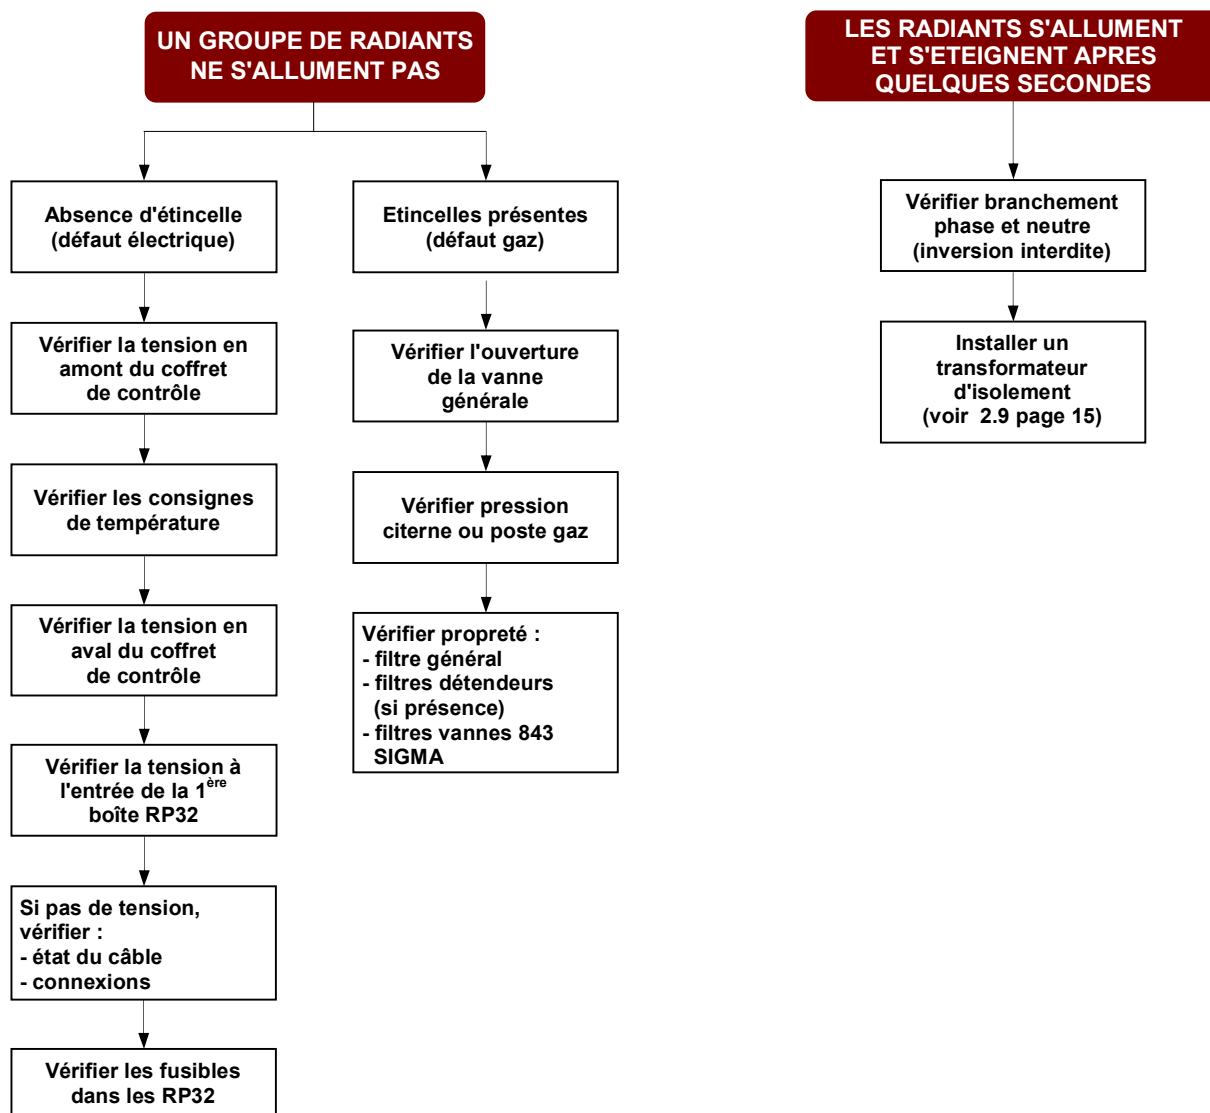 UN GROUPE DE RADIANTS
NE S'ALLUMENT PAS
Absence d'étincelle
(défaut électrique)
Vérifier la tension en
amont du coffret
de contrôle
Vérifier les consignes
de température
Vérifier la tension en
aval du coffret
de contrôle
Vérifier la tension à
l'entrée de la 1ère
boîte RP32
Si pas de tension,
vérifier :
- état du câble
- connexions
Vérifier les fusibles
dans les RP32
Etincelles présentes
(défaut gaz)
Vérifier l'ouverture
de la vanne
générale
Vérifier pression
citerne ou poste gaz
Vérifier propreté :
- filtre général
- filtres détendeurs
(si présence)
- filtres vannes 843
SIGMA
LES RADIANTS S'ALLUMENT
ET S'ETEIGNENT APRES
QUELQUES SECONDES
Vérifier branchement
phase et neutre
(inversion interdite)
Installer un
transformateur
d'isolement
(voir 2.9 page 15)